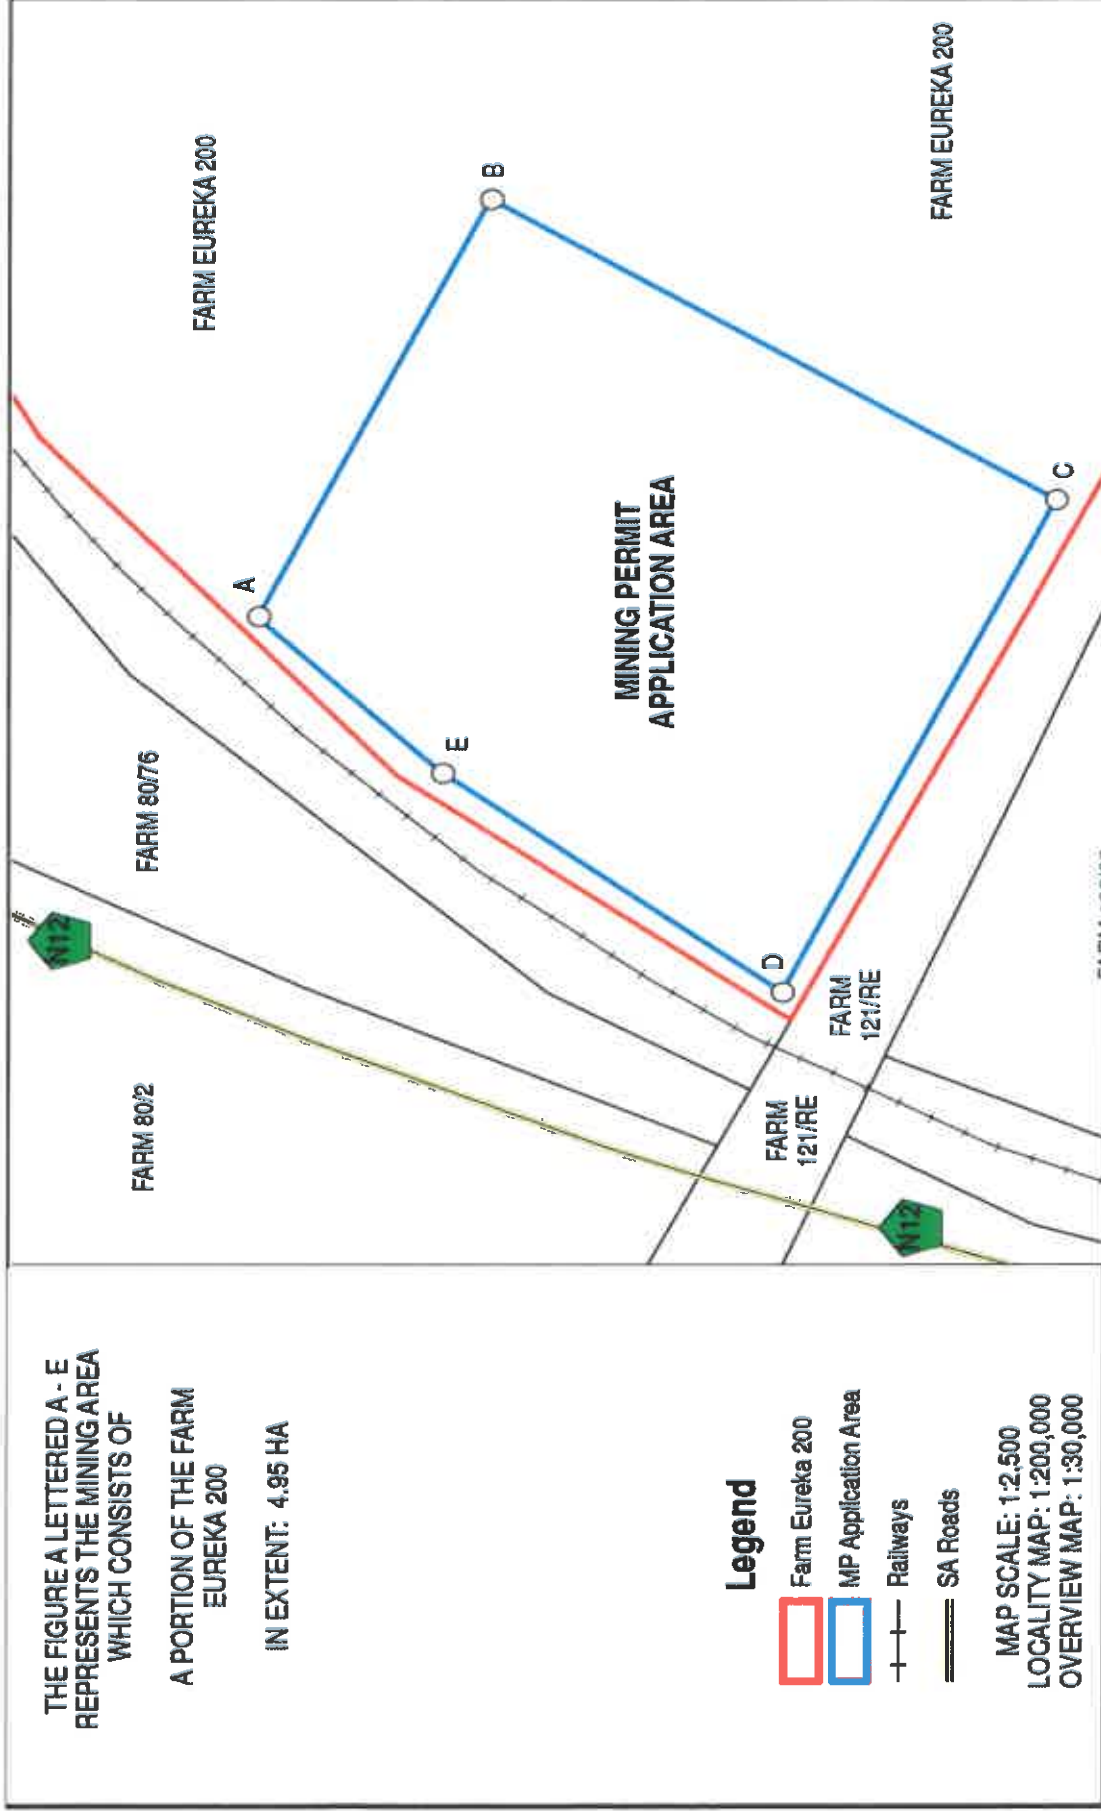 THE FIGURE A LETTERED A - E
REPRESENTS THE MINING AREA
WHICH CONSISTS OF
A PORTION OF THE FARM
EUREKA 200
IN EXTENT: 4.95 HA
Legend
Farm Eureka 200
MP Application Area
Railways
SA Roads
MAP SCALE: 1:2,500
LOCALITY MAP: 1:200,000
OVERVIEW MAP: 1:30,000
N12
FARM 80/2
FARM 80/76
FARM EUREKA 200
A
B
E
MINING PERMIT
APPLICATION AREA
D
C
FARM
121/RE
FARM
121/RE
N12
FARM EUREKA 200